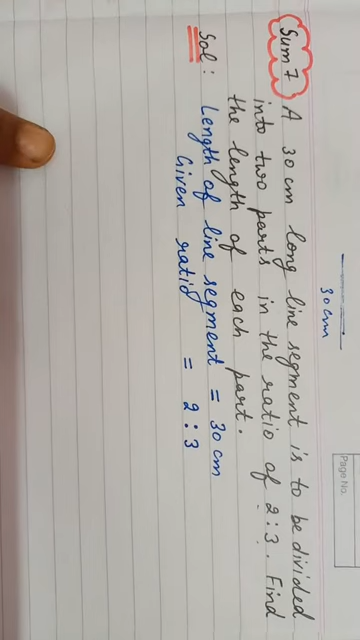 Page No.
30cm
Sum 7 A 30 cm long line segment is to be divided
into two parts in the ratio of 2:3. Find
the length of each part.
Sol: Length of line segment = 30 cm
Given ratio = 2:3